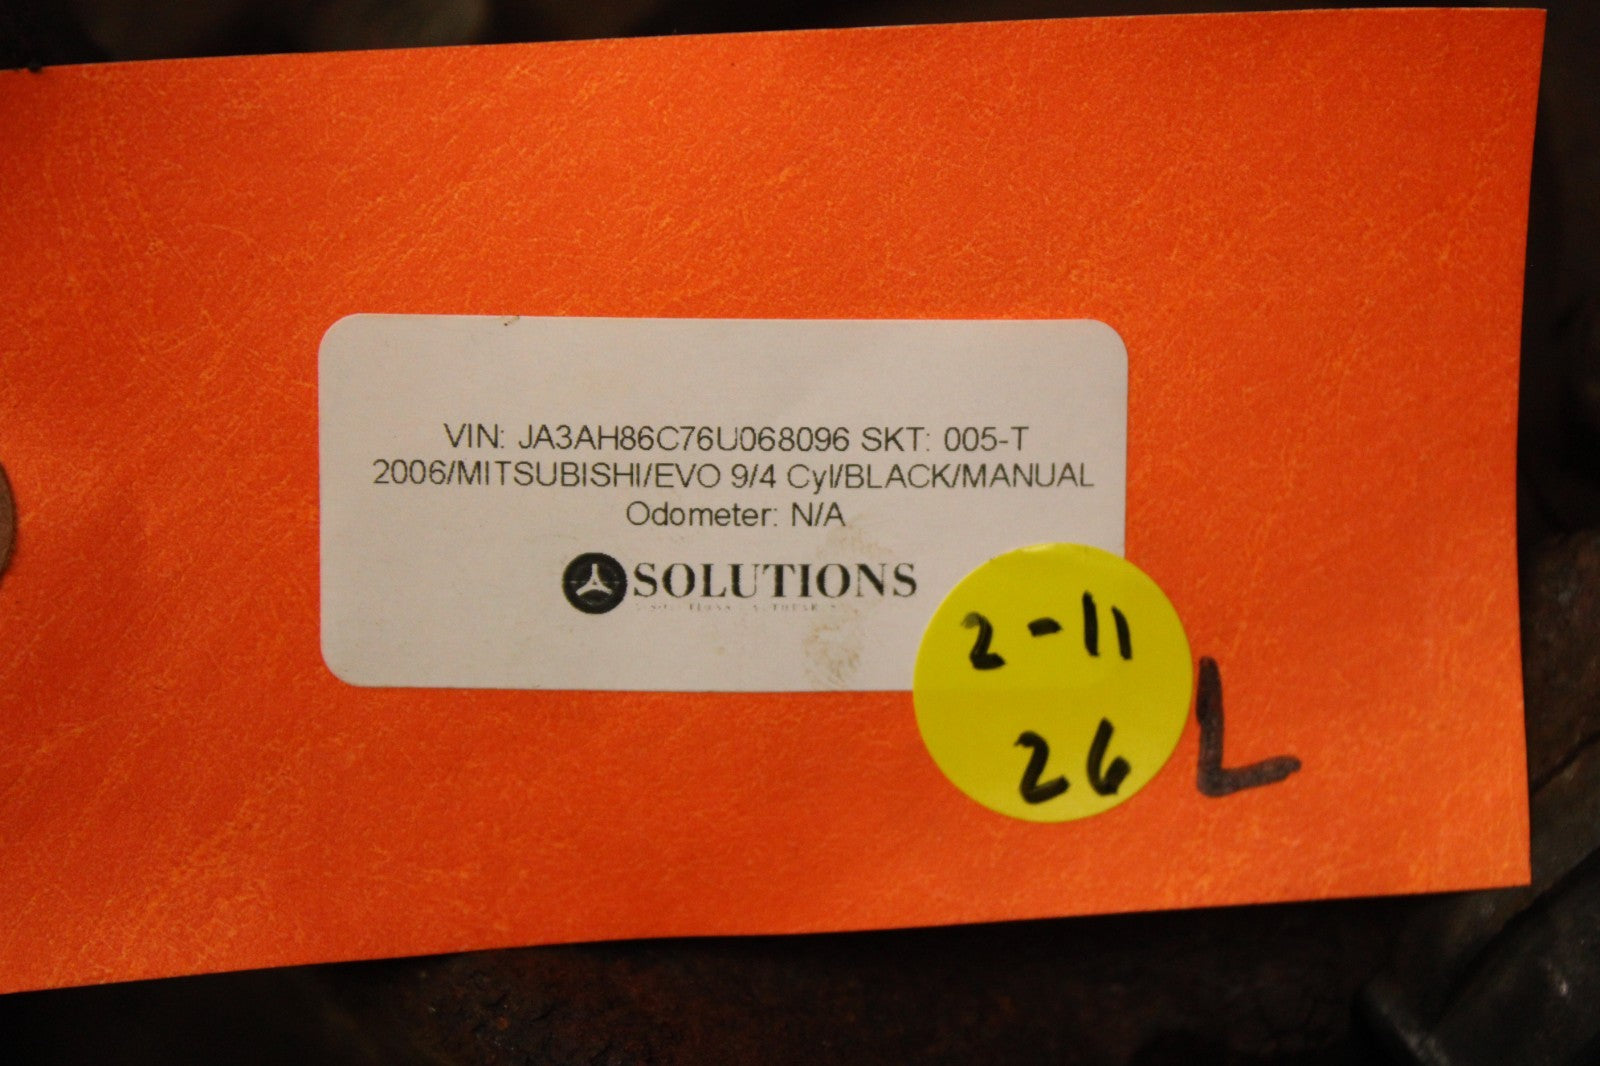 VIN: JA3AH86C76U068096 SKT: 005-T
2006/MITSUBISHI/EVO 9/4 Cyl/BLACK/MANUAL
Odometer: N/A
SOLUTIONS
2-11
26
L